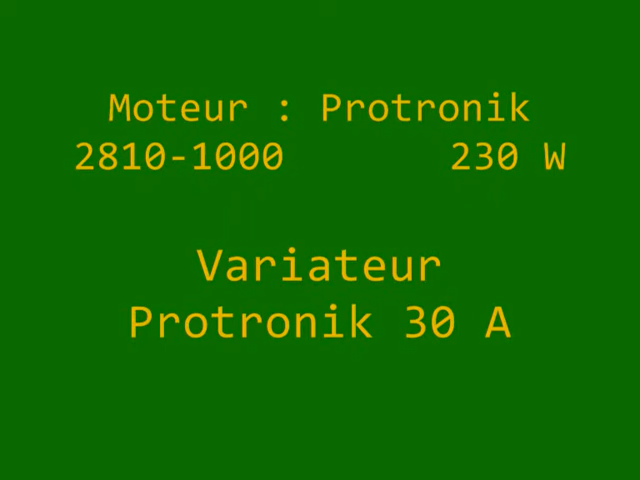 Moteur : Protronik
2810-1000 230 W
Variateur
Protronik 30 A